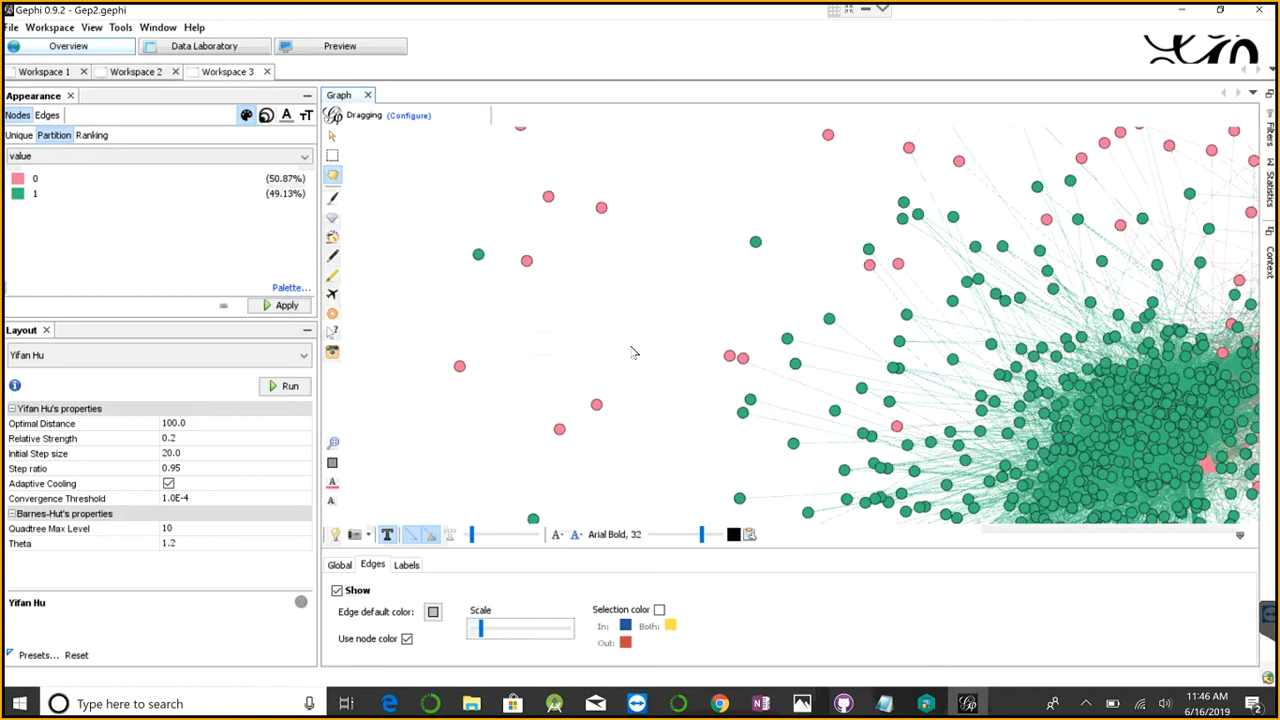 Gephi 0.9.2 - Gep2.gephi
File Workspace View Tools Window Help
Overview Data Laboratory Preview
Workspace 1 Workspace 2 Workspace 3
Appearance
Nodes Edges
Unique Partition Ranking
value
0 (50.87%)
1 (49.13%)
Palette...
Apply
Layout
Yifan Hu
Run
Yifan Hu's properties
Optimal Distance 100.0
Relative Strength 0.2
Initial Step size 20.0
Step ratio 0.95
Adaptive Cooling
Convergence Threshold 1.0E-4
Barnes-Hut's properties
Quadtree Max Level 10
Theta 1.2
Yifan Hu
Presets... Reset
Graph
Dragging (Configure)
Filters
Statistics
Context
Arial Bold, 32
Global Edges Labels
Show
Edge default color:
Use node color
Scale
Selection color
In: Both:
Out:
Type here to search
11:46 AM
6/16/2019